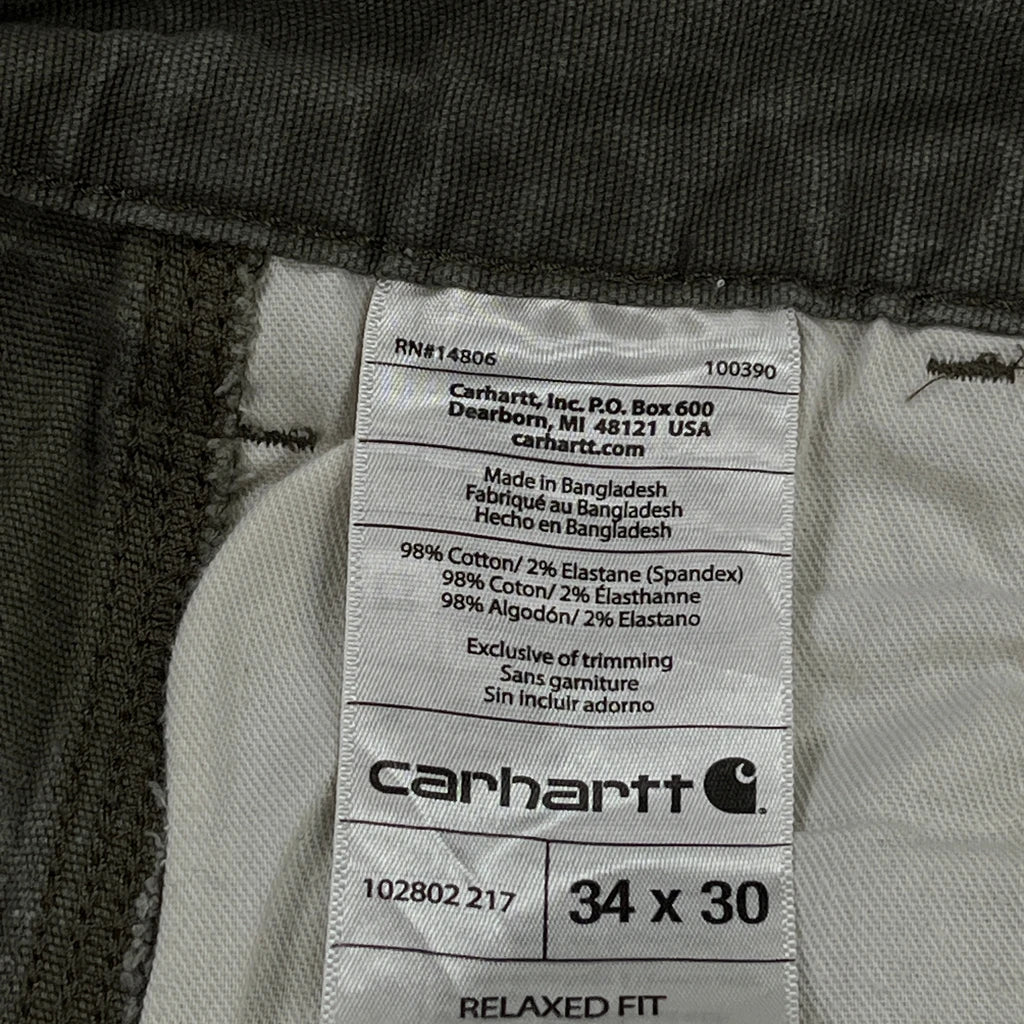 RN#14806 100390
Carhartt, Inc. P.O. Box 600
Dearborn, MI 48121 USA
carhartt.com
Made in Bangladesh
Fabriqué au Bangladesh
Hecho en Bangladesh
98% Cotton/ 2% Elastane (Spandex)
98% Coton/ 2% Élasthanne
98% Algodón/ 2% Elastano
Exclusive of trimming
Sans garniture
Sin incluir adorno
carhartt
102802 217 34 x 30
RELAXED FIT